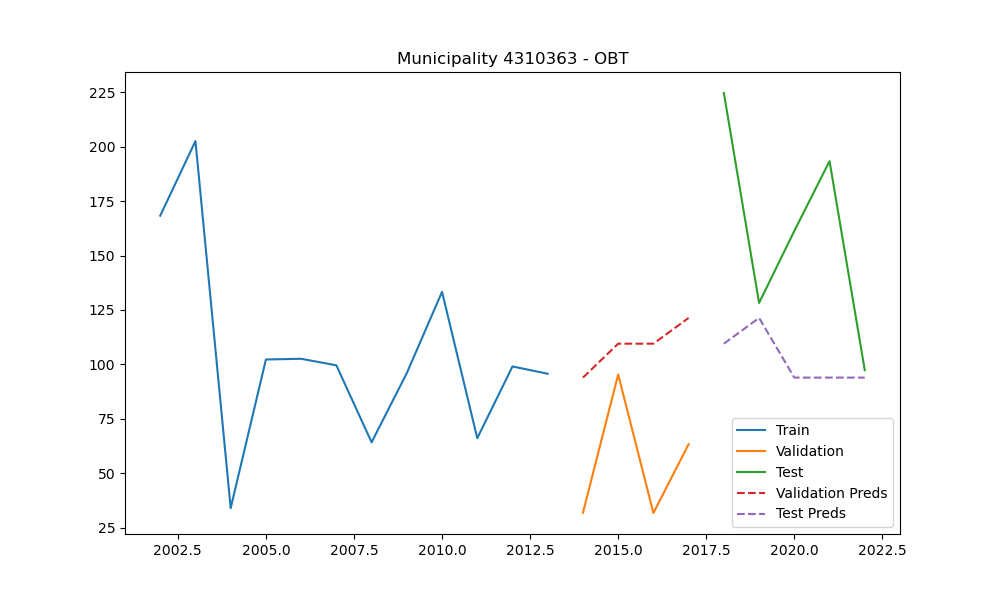 Municipality 4310363 - OBT
225
200
175
150
125
100
75
50
25
2002.5 2005.0 2007.5 2010.0 2012.5 2015.0 2017.5 2020.0 2022.5
Train
Validation
Test
Validation Preds
Test Preds